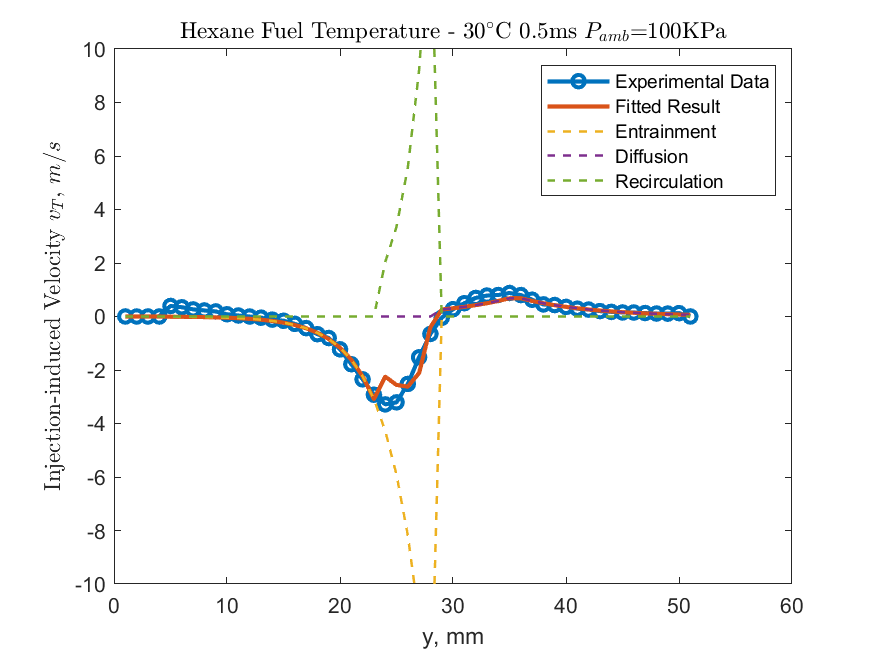 Hexane Fuel Temperature - 30°C 0.5ms P_amb=100KPa
10
8
6
4
2
0
-2
-4
-6
-8
-10
Injection-induced Velocity v_T, m/s
Experimental Data
Fitted Result
Entrainment
Diffusion
Recirculation
0 10 20 30 40 50 60
y, mm